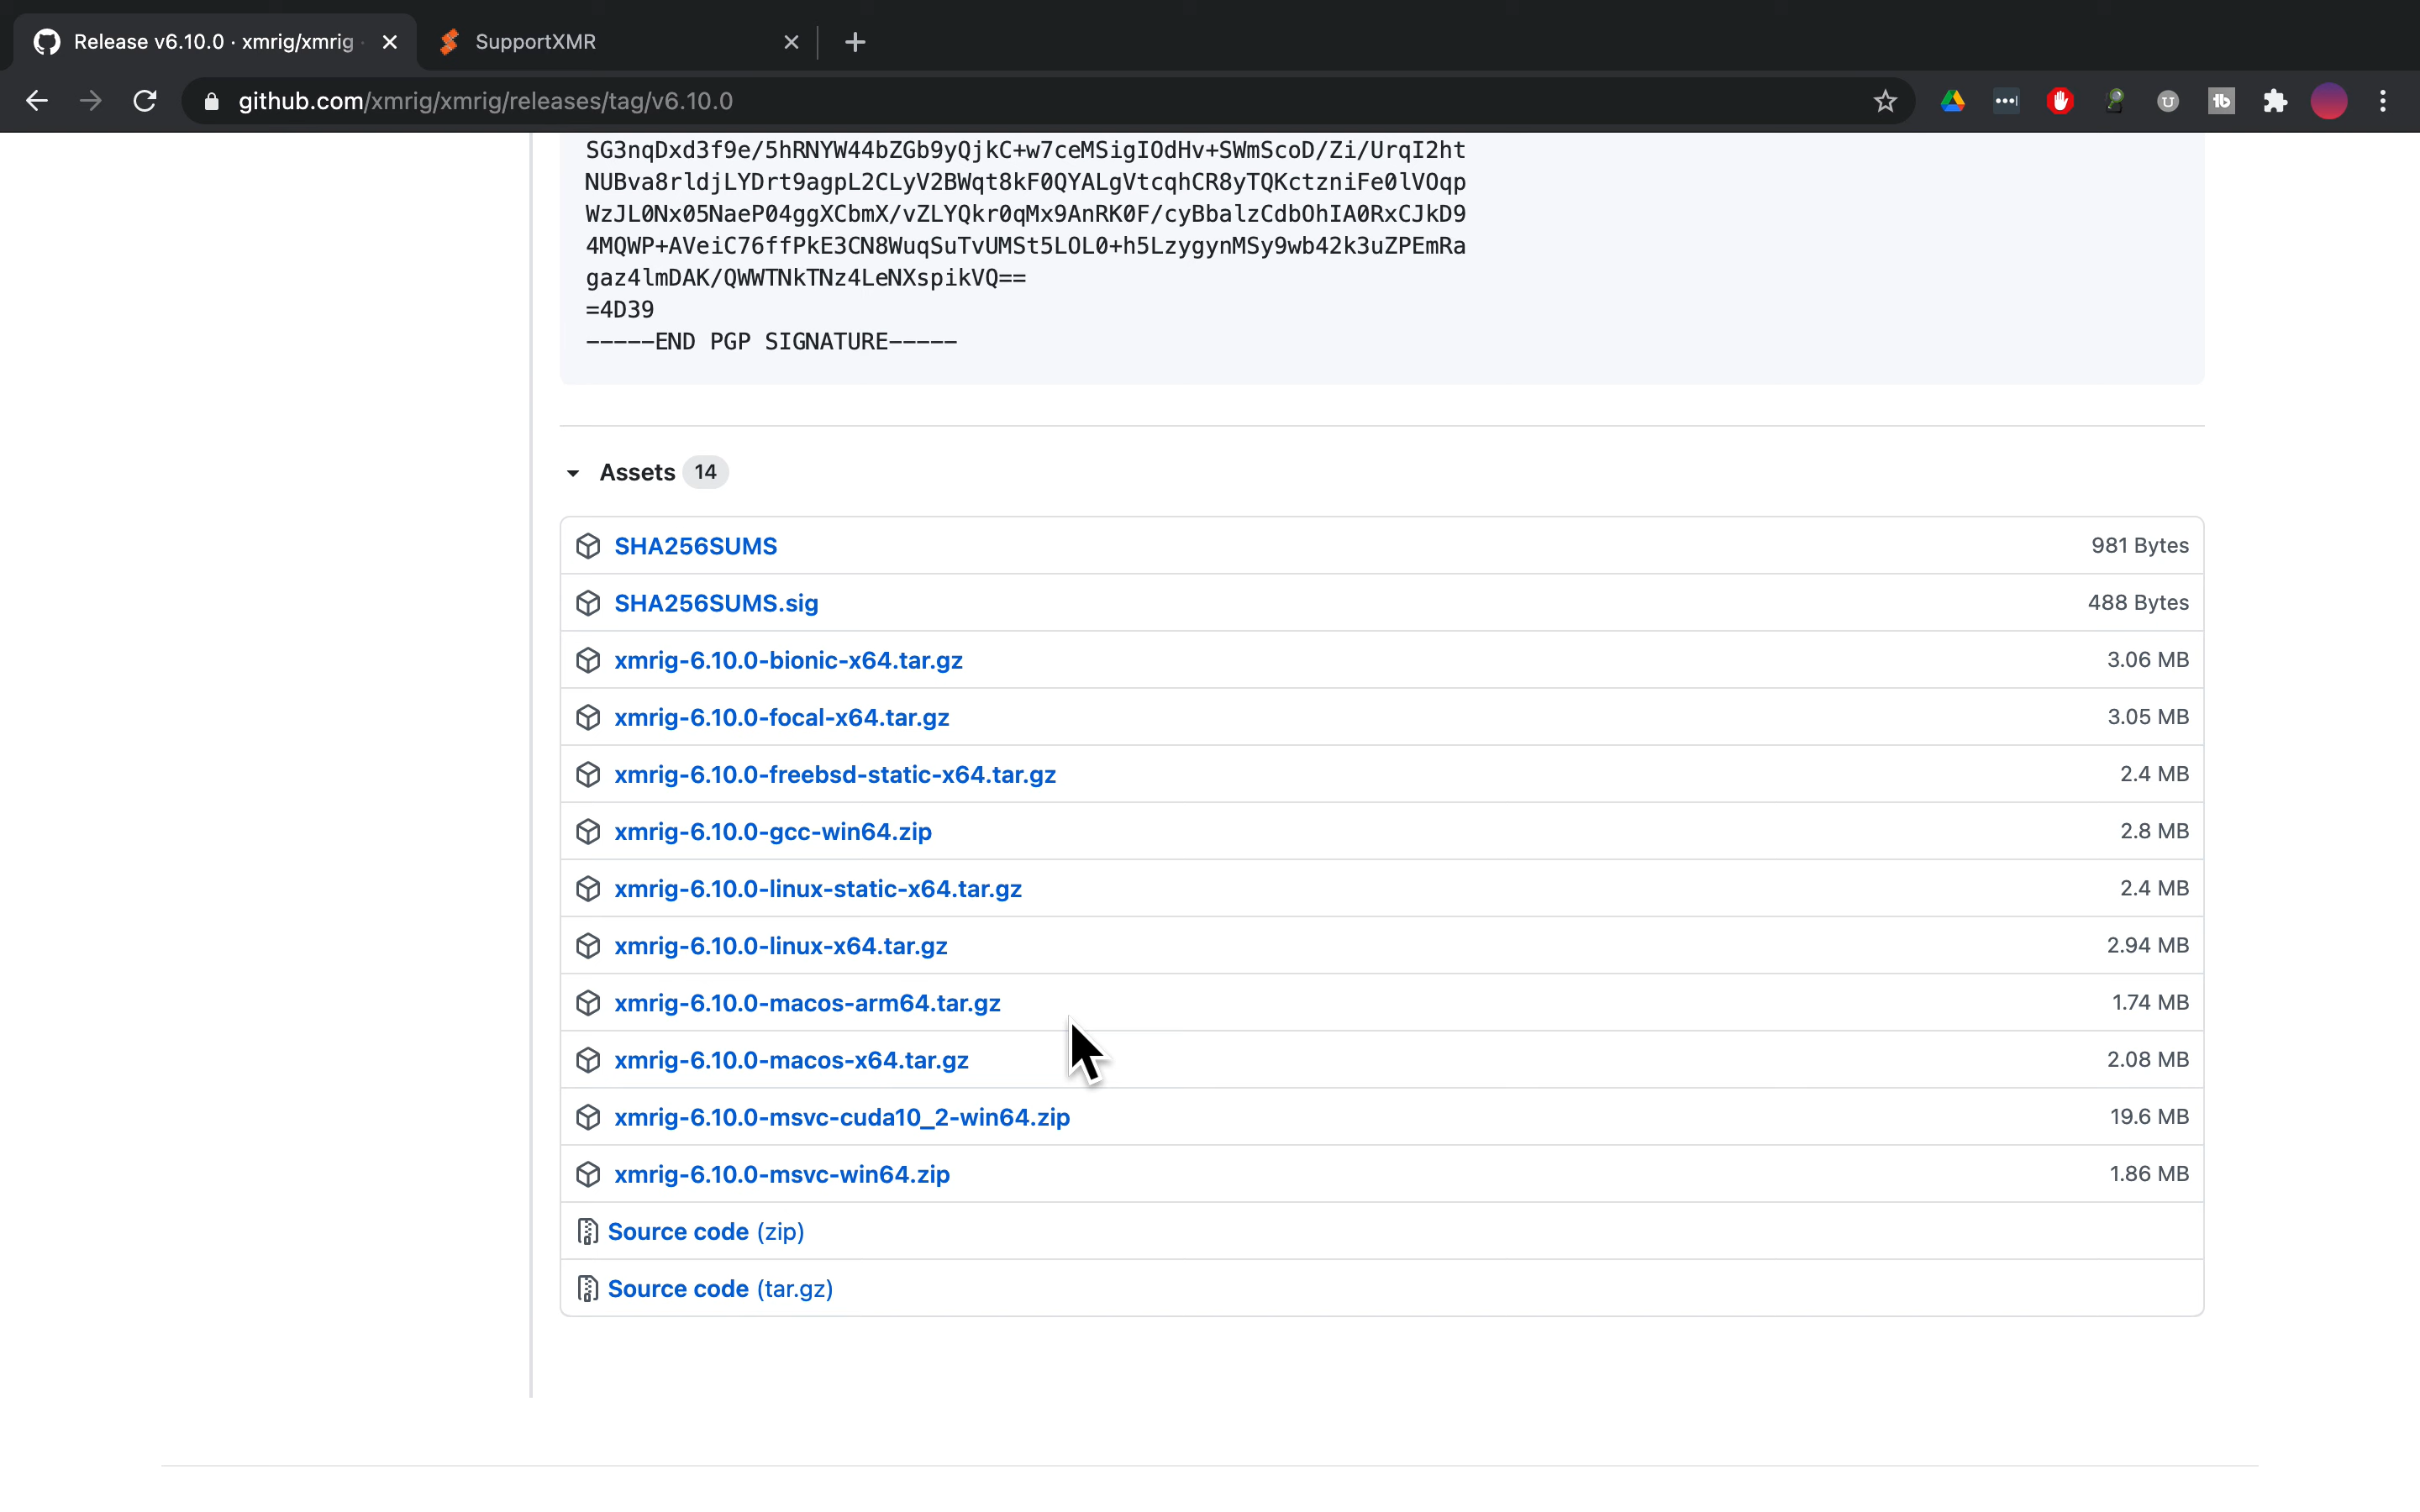 Release v6.10.0 · xmrig/xmrig
SupportXMR
github.com/xmrig/xmrig/releases/tag/v6.10.0
SG3nqDxd3f9e/5hRNYW44bZGb9yQjkC+w7ceMSigIOdHv+SWmScoD/Zi/UrqI2ht
NUBva8rldjLYDrt9agpL2CLyV2BWqt8kF0QYALgVtcqhCR8yTQKctzniFe0lVOqp
WzJL0Nx05NaeP04ggXCbmX/vZLYQkr0qMx9AnRK0F/cyBbalzCdbOhIA0RxCJkD9
4MQWP+AVeiC76ffPkE3CN8WuqSuTvUMSt5LOL0+h5LzygynMSy9wb42k3uZPEmRa
gaz4lmDAK/QWWTNkTNz4LeNXspikVQ==
=4D39
-----END PGP SIGNATURE-----
Assets 14
SHA256SUMS 981 Bytes
SHA256SUMS.sig 488 Bytes
xmrig-6.10.0-bionic-x64.tar.gz 3.06 MB
xmrig-6.10.0-focal-x64.tar.gz 3.05 MB
xmrig-6.10.0-freebsd-static-x64.tar.gz 2.4 MB
xmrig-6.10.0-gcc-win64.zip 2.8 MB
xmrig-6.10.0-linux-static-x64.tar.gz 2.4 MB
xmrig-6.10.0-linux-x64.tar.gz 2.94 MB
xmrig-6.10.0-macos-arm64.tar.gz 1.74 MB
xmrig-6.10.0-macos-x64.tar.gz 2.08 MB
xmrig-6.10.0-msvc-cuda10_2-win64.zip 19.6 MB
xmrig-6.10.0-msvc-win64.zip 1.86 MB
Source code (zip)
Source code (tar.gz)